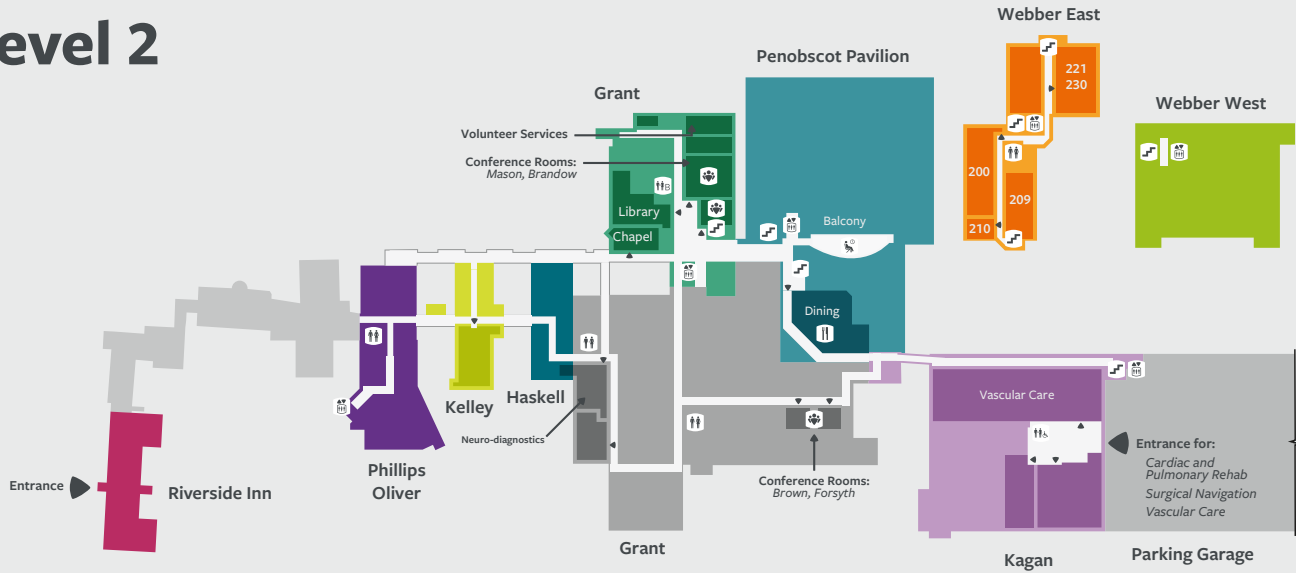 evel 2
Webber East
Penobscot Pavilion
221
230
Grant
Webber West
Volunteer Services
Conference Rooms:
Mason, Brandow
200
B
209
Library
Balcony
210
Chapel
Dining
Vascular Care
Kelley
Haskell
Neuro-diagnostics
Entrance for:
Cardiac and
Pulmonary Rehab
Surgical Navigation
Vascular Care
Phillips
Oliver
Entrance
Riverside Inn
Conference Rooms:
Brown, Forsyth
Grant
Kagan
Parking Garage